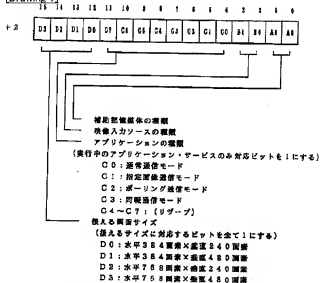 [Drawing 1]
15 14 13 12 11 10 9 8 7 6 5 4 3 2 1 0
+2 D3 D2 D1 D0 C7 C6 C5 C4 C3 C2 C1 C0 B1 B0 A1 A0
補助記憶媒体の種類
映像入力ソースの種類
アプリケーションの種類
(実行中のアプリケーション・サービスのみ対応ビットを1にする)
C0:通常通信モード
C1:指定画像通信モード
C2:ポーリング通信モード
C3:同報通信モード
C4〜C7:(リザーブ)
扱える画面サイズ
(扱えるサイズに対応するビットを全て1にする)
D0:水平384画素×垂直240画素
D1:水平384画素×垂直480画素
D2:水平768画素×垂直240画素
D3:水平768画素×垂直480画素